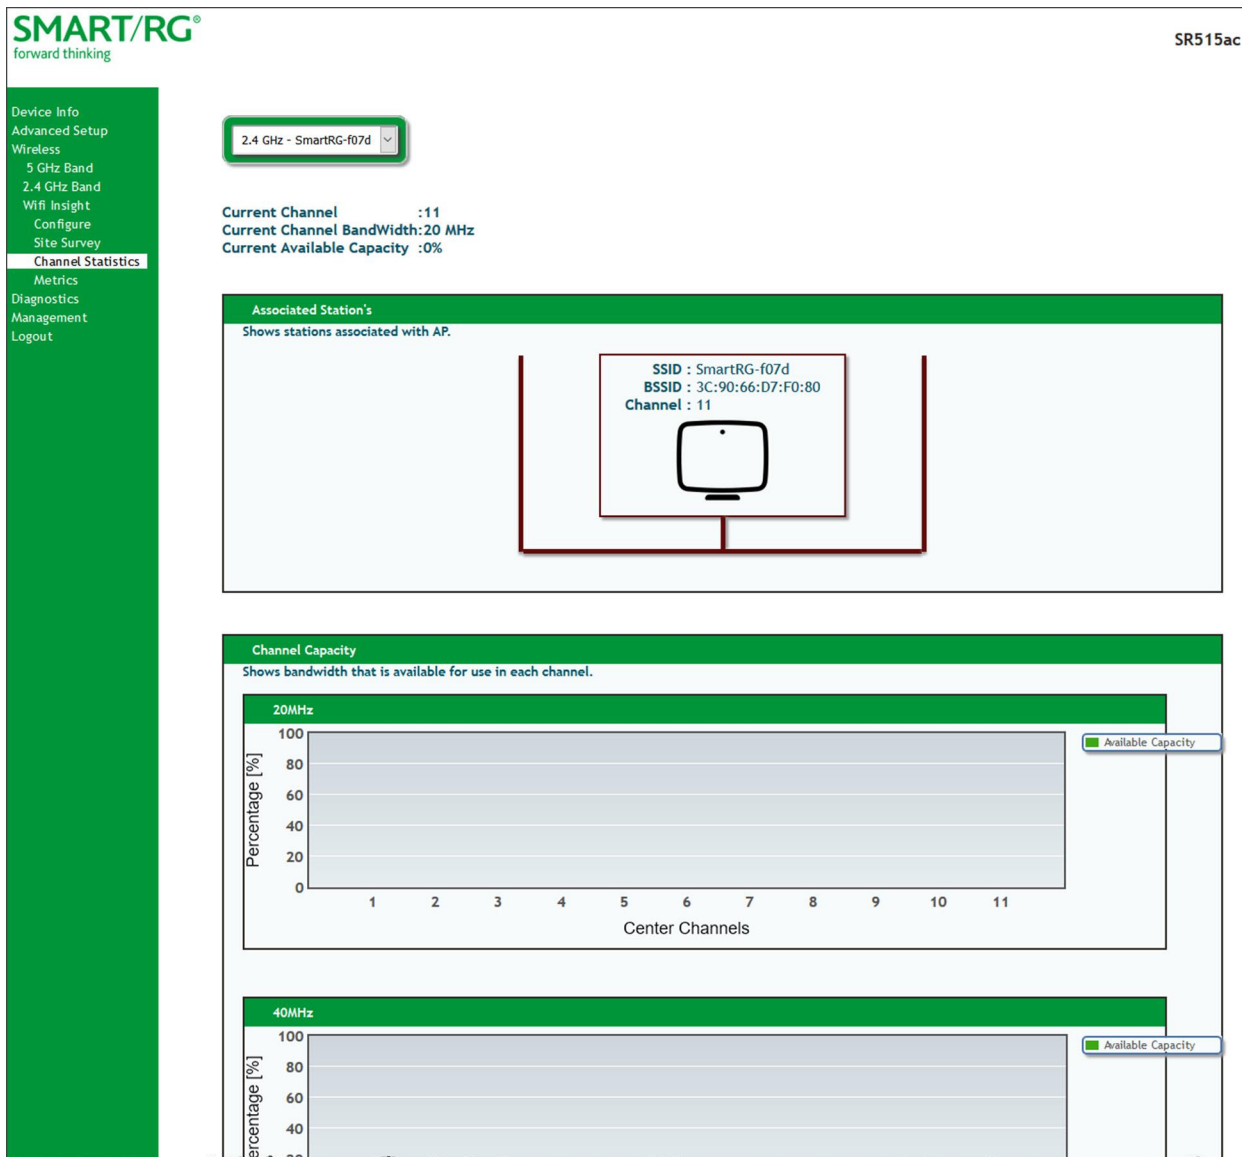 SMART/RG®
forward thinking
SR515ac
Device Info
Advanced Setup
Wireless
5 GHz Band
2.4 GHz Band
Wifi Insight
Configure
Site Survey
Channel Statistics
Metrics
Diagnostics
Management
Logout
2.4 GHz - SmartRG-f07d
Current Channel :11
Current Channel BandWidth:20 MHz
Current Available Capacity :0%
Associated Station's
Shows stations associated with AP.
SSID : SmartRG-f07d
BSSID : 3C:90:66:D7:F0:80
Channel : 11
Channel Capacity
Shows bandwidth that is available for use in each channel.
20MHz
Percentage [%]
100
80
60
40
20
0
1 2 3 4 5 6 7 8 9 10 11
Center Channels
Available Capacity
40MHz
100
80
60
40
Available Capacity